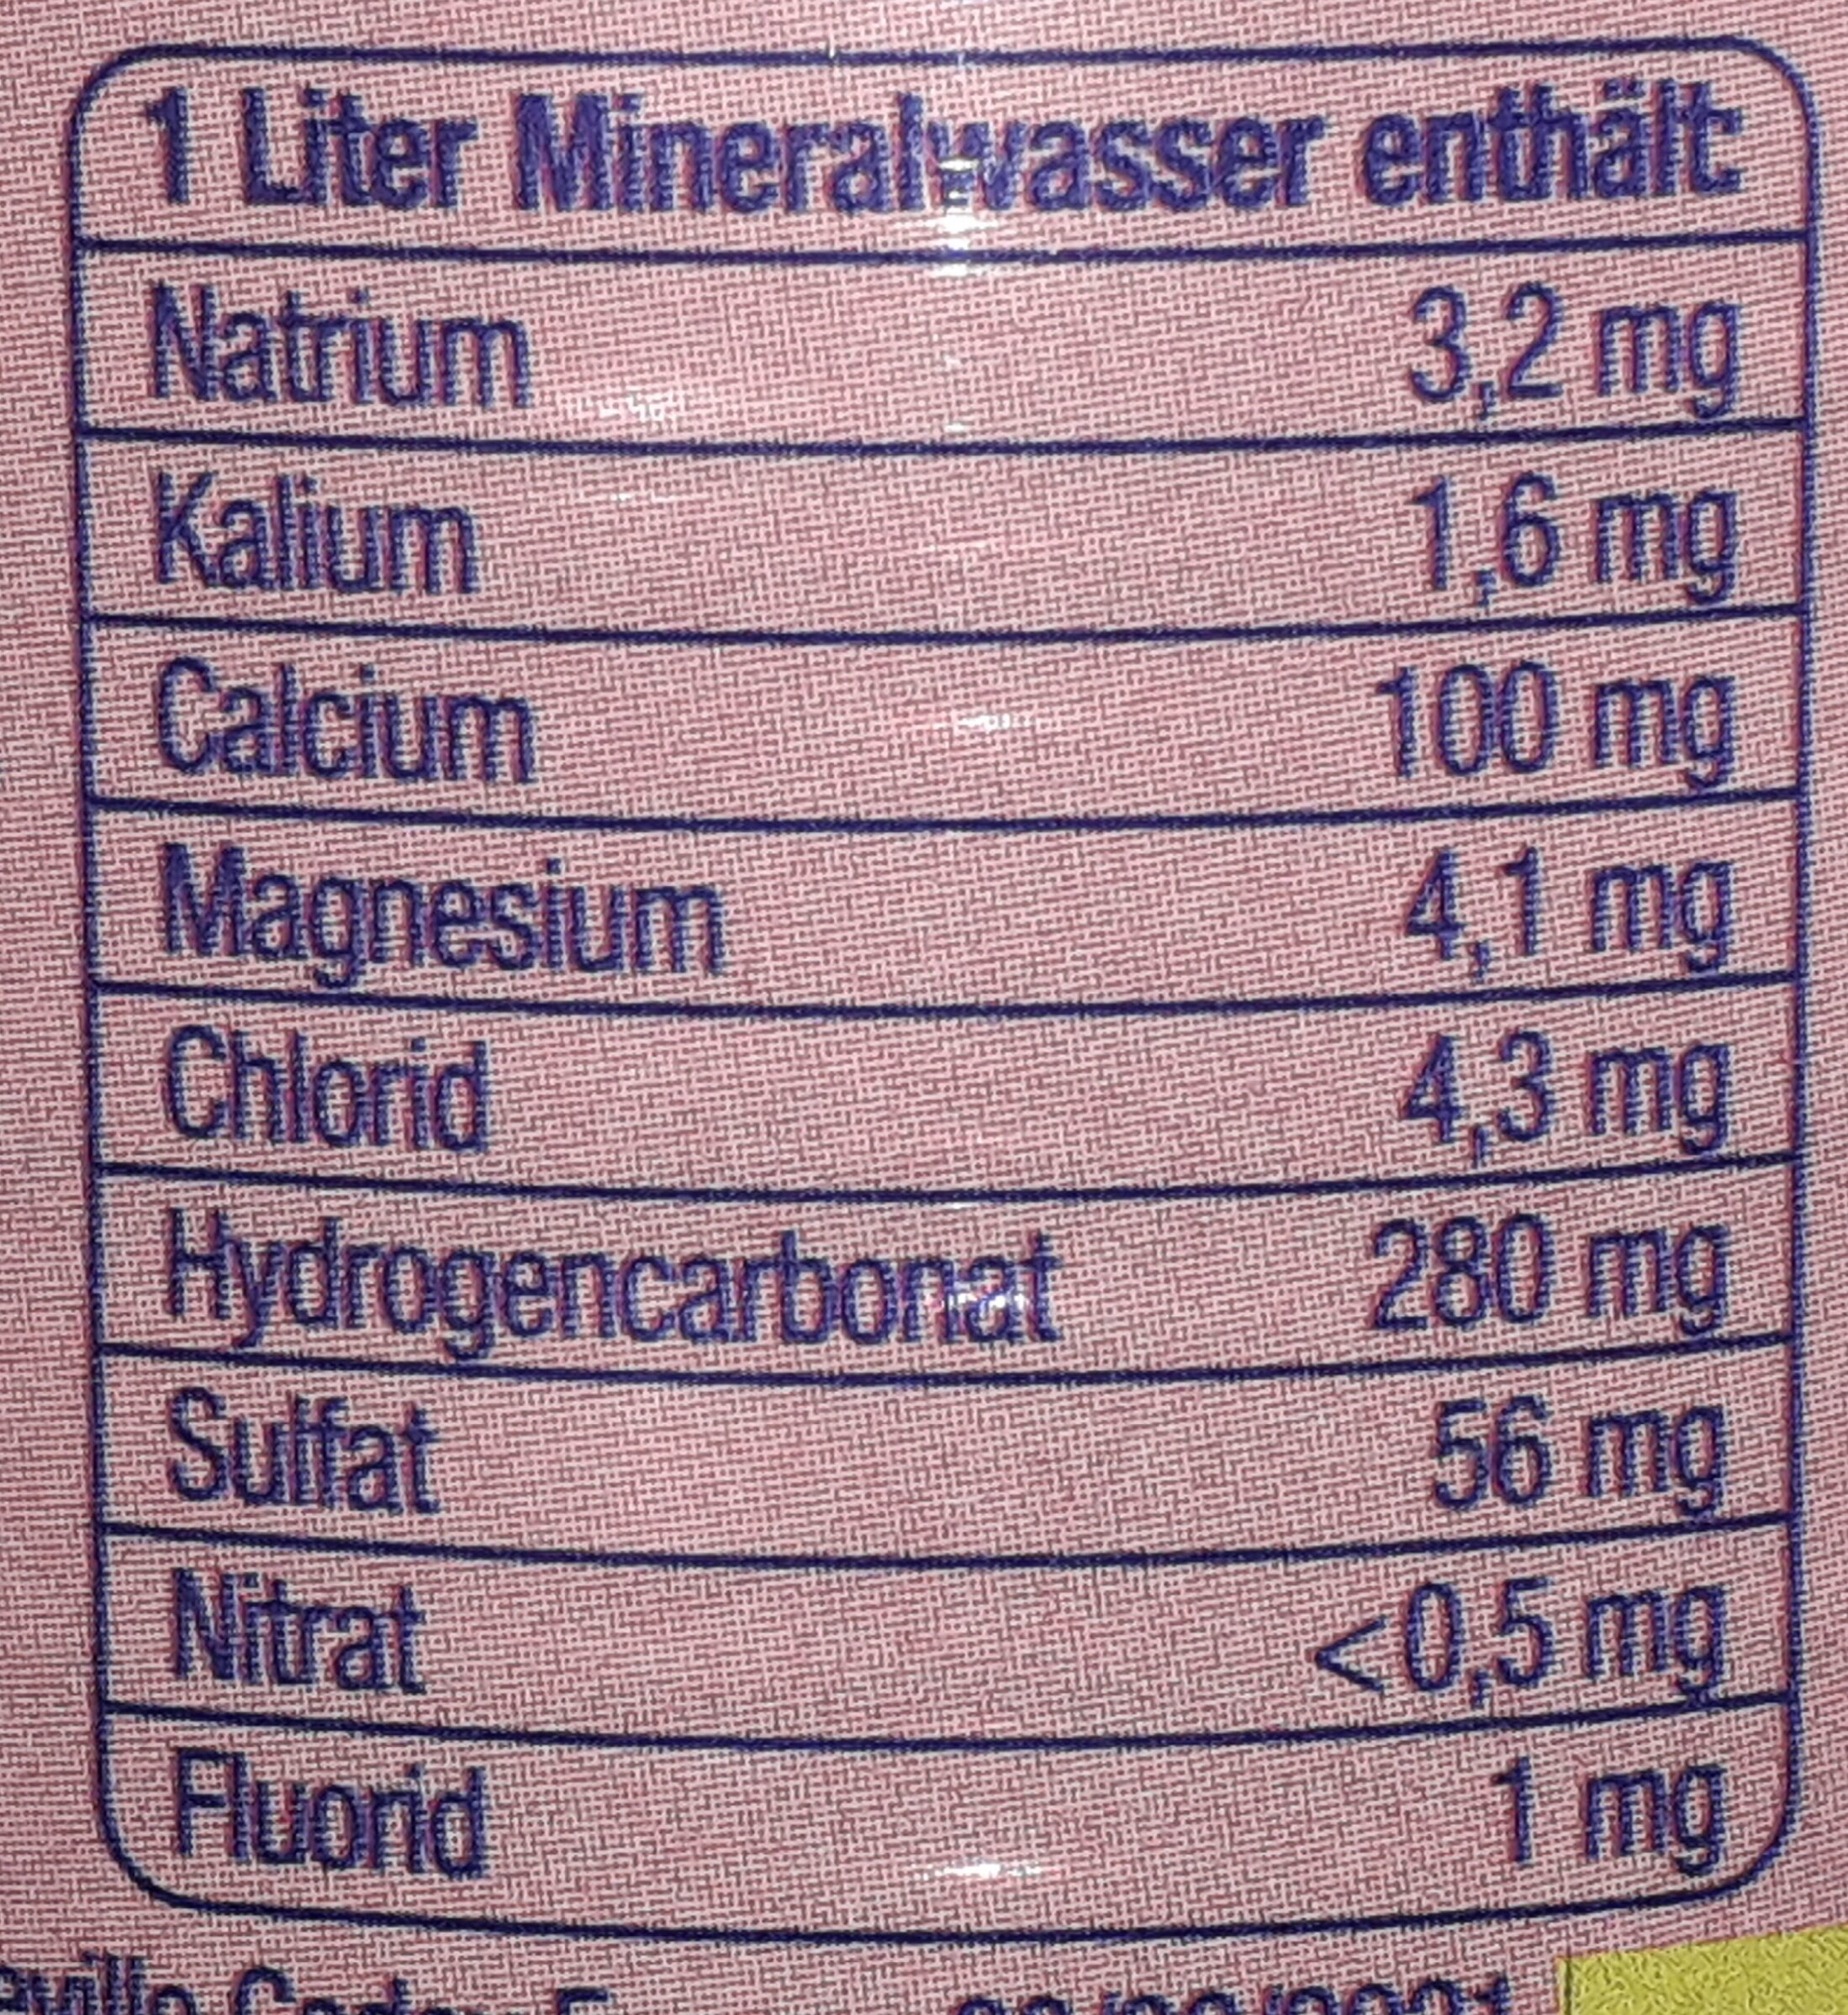 1 Liter Mineralwasser enthält:
Natrium 3,2 mg
Kalium 1,6 mg
Calcium 100 mg
Magnesium 4,1 mg
Chlorid 4,3 mg
Hydrogencarbonat 280 mg
Sulfat 56 mg
Nitrat <0,5 mg
Fluorid 1 mg